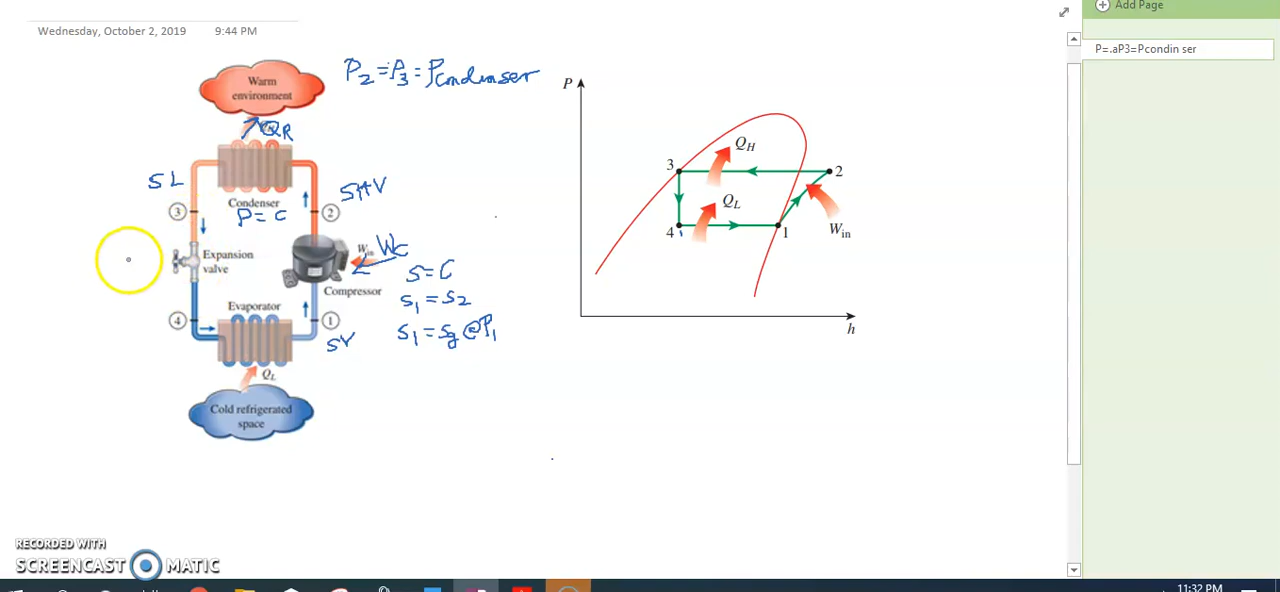 Add Page
Wednesday, October 2, 2019 9:44 PM
P=.aP3=Pcondin ser
P2 = P3 = Pcondenser
P
Warm
environment
QR
QH
3
2
SL
SHV
Condenser
P = C
3
2
QL
4
1
Win
Expansion
valve
Win
Wc
S = C
Compressor
S1 = S2
Evaporator
4
1
S1 = Sg @ P1
SV
h
QL
Cold refrigerated
space
RECORDED WITH
SCREENCAST MATIC
11:32 PM